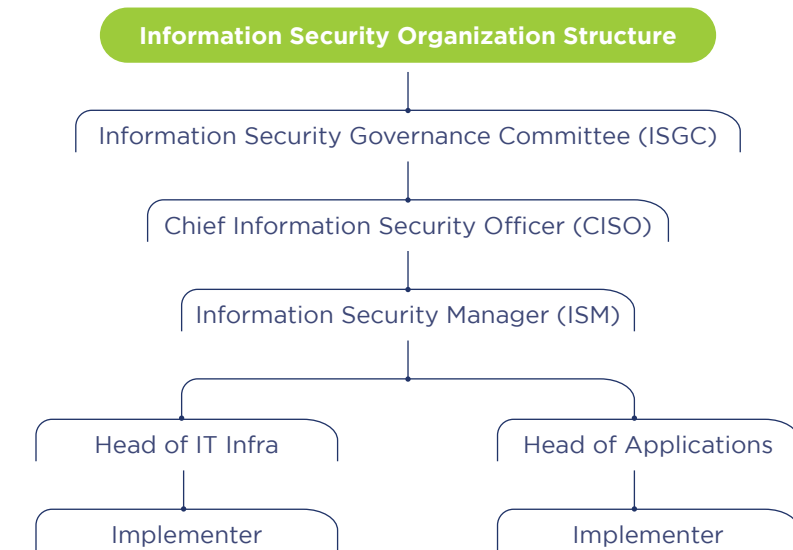 Information Security Organization Structure
Information Security Governance Committee (ISGC)
Chief Information Security Officer (CISO)
Information Security Manager (ISM)
Head of IT Infra
Head of Applications
Implementer
Implementer